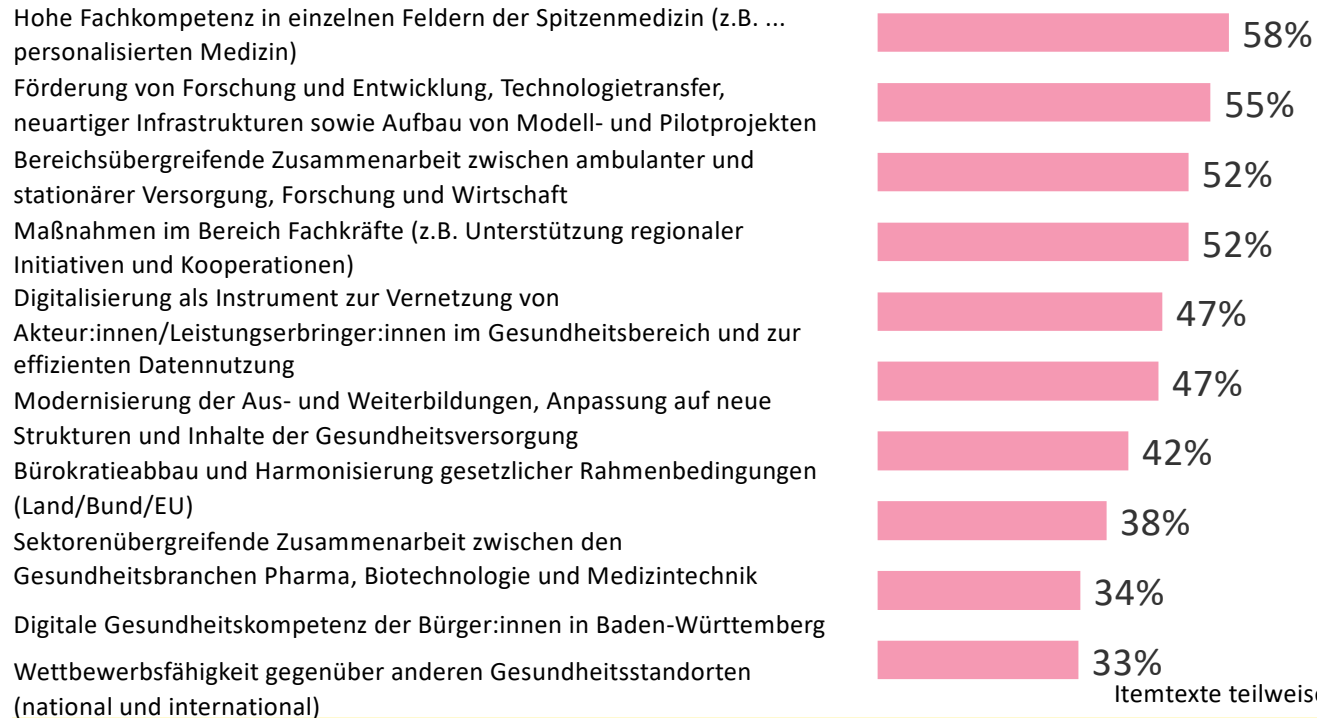 Hohe Fachkompetenz in einzelnen Feldern der Spitzenmedizin (z.B. ...
personalisierten Medizin)
58%
Förderung von Forschung und Entwicklung, Technologietransfer,
neuartiger Infrastrukturen sowie Aufbau von Modell- und Pilotprojekten
55%
Bereichsübergreifende Zusammenarbeit zwischen ambulanter und
stationärer Versorgung, Forschung und Wirtschaft
52%
Maßnahmen im Bereich Fachkräfte (z.B. Unterstützung regionaler
Initiativen und Kooperationen)
52%
Digitalisierung als Instrument zur Vernetzung von
Akteur:innen/Leistungserbringer:innen im Gesundheitsbereich und zur
effizienten Datennutzung
47%
Modernisierung der Aus- und Weiterbildungen, Anpassung auf neue
Strukturen und Inhalte der Gesundheitsversorgung
47%
Bürokratieabbau und Harmonisierung gesetzlicher Rahmenbedingungen
(Land/Bund/EU)
42%
Sektorenübergreifende Zusammenarbeit zwischen den
Gesundheitsbranchen Pharma, Biotechnologie und Medizintechnik
38%
Digitale Gesundheitskompetenz der Bürger:innen in Baden-Württemberg
34%
Wettbewerbsfähigkeit gegenüber anderen Gesundheitsstandorten
(national und international)
33%
Itemtexte teilweise